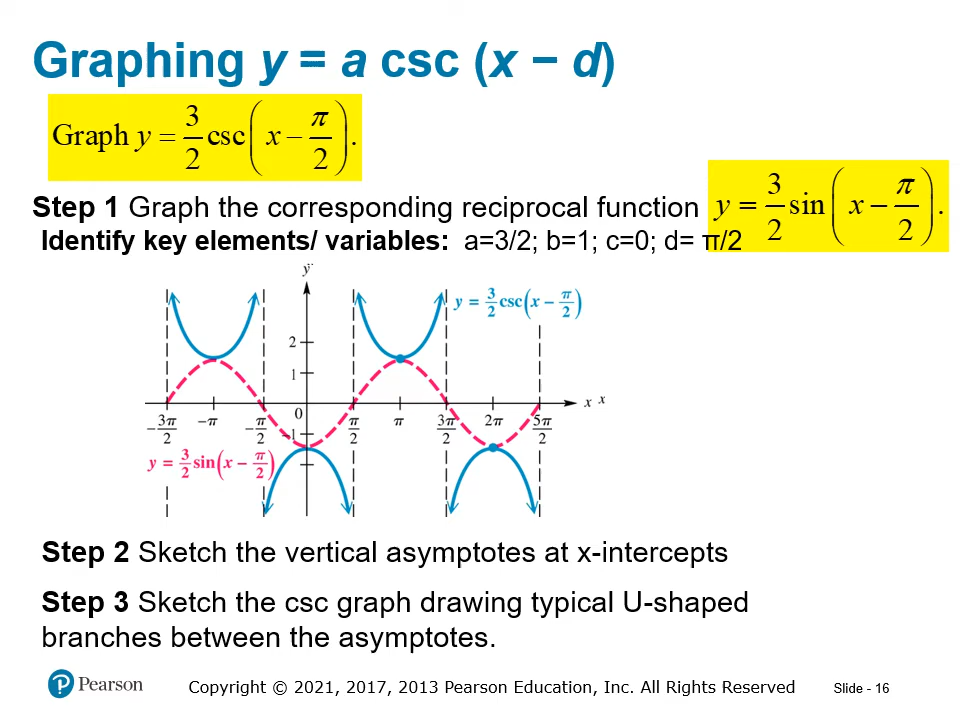 Graphing y = a csc (x − d)
Graph y = 3/2 csc(x − π/2).
Step 1 Graph the corresponding reciprocal function y = 3/2 sin(x − π/2).
Identify key elements/ variables: a=3/2; b=1; c=0; d= π/2
y
y = 3/2 csc(x − π/2)
2
1
0
−1
−3π/2 −π −π/2 π/2 π 3π/2 2π 5π/2
x x
y = 3/2 sin(x − π/2)
Step 2 Sketch the vertical asymptotes at x-intercepts
Step 3 Sketch the csc graph drawing typical U-shaped
branches between the asymptotes.
Pearson
Copyright © 2021, 2017, 2013 Pearson Education, Inc. All Rights Reserved
Slide - 16